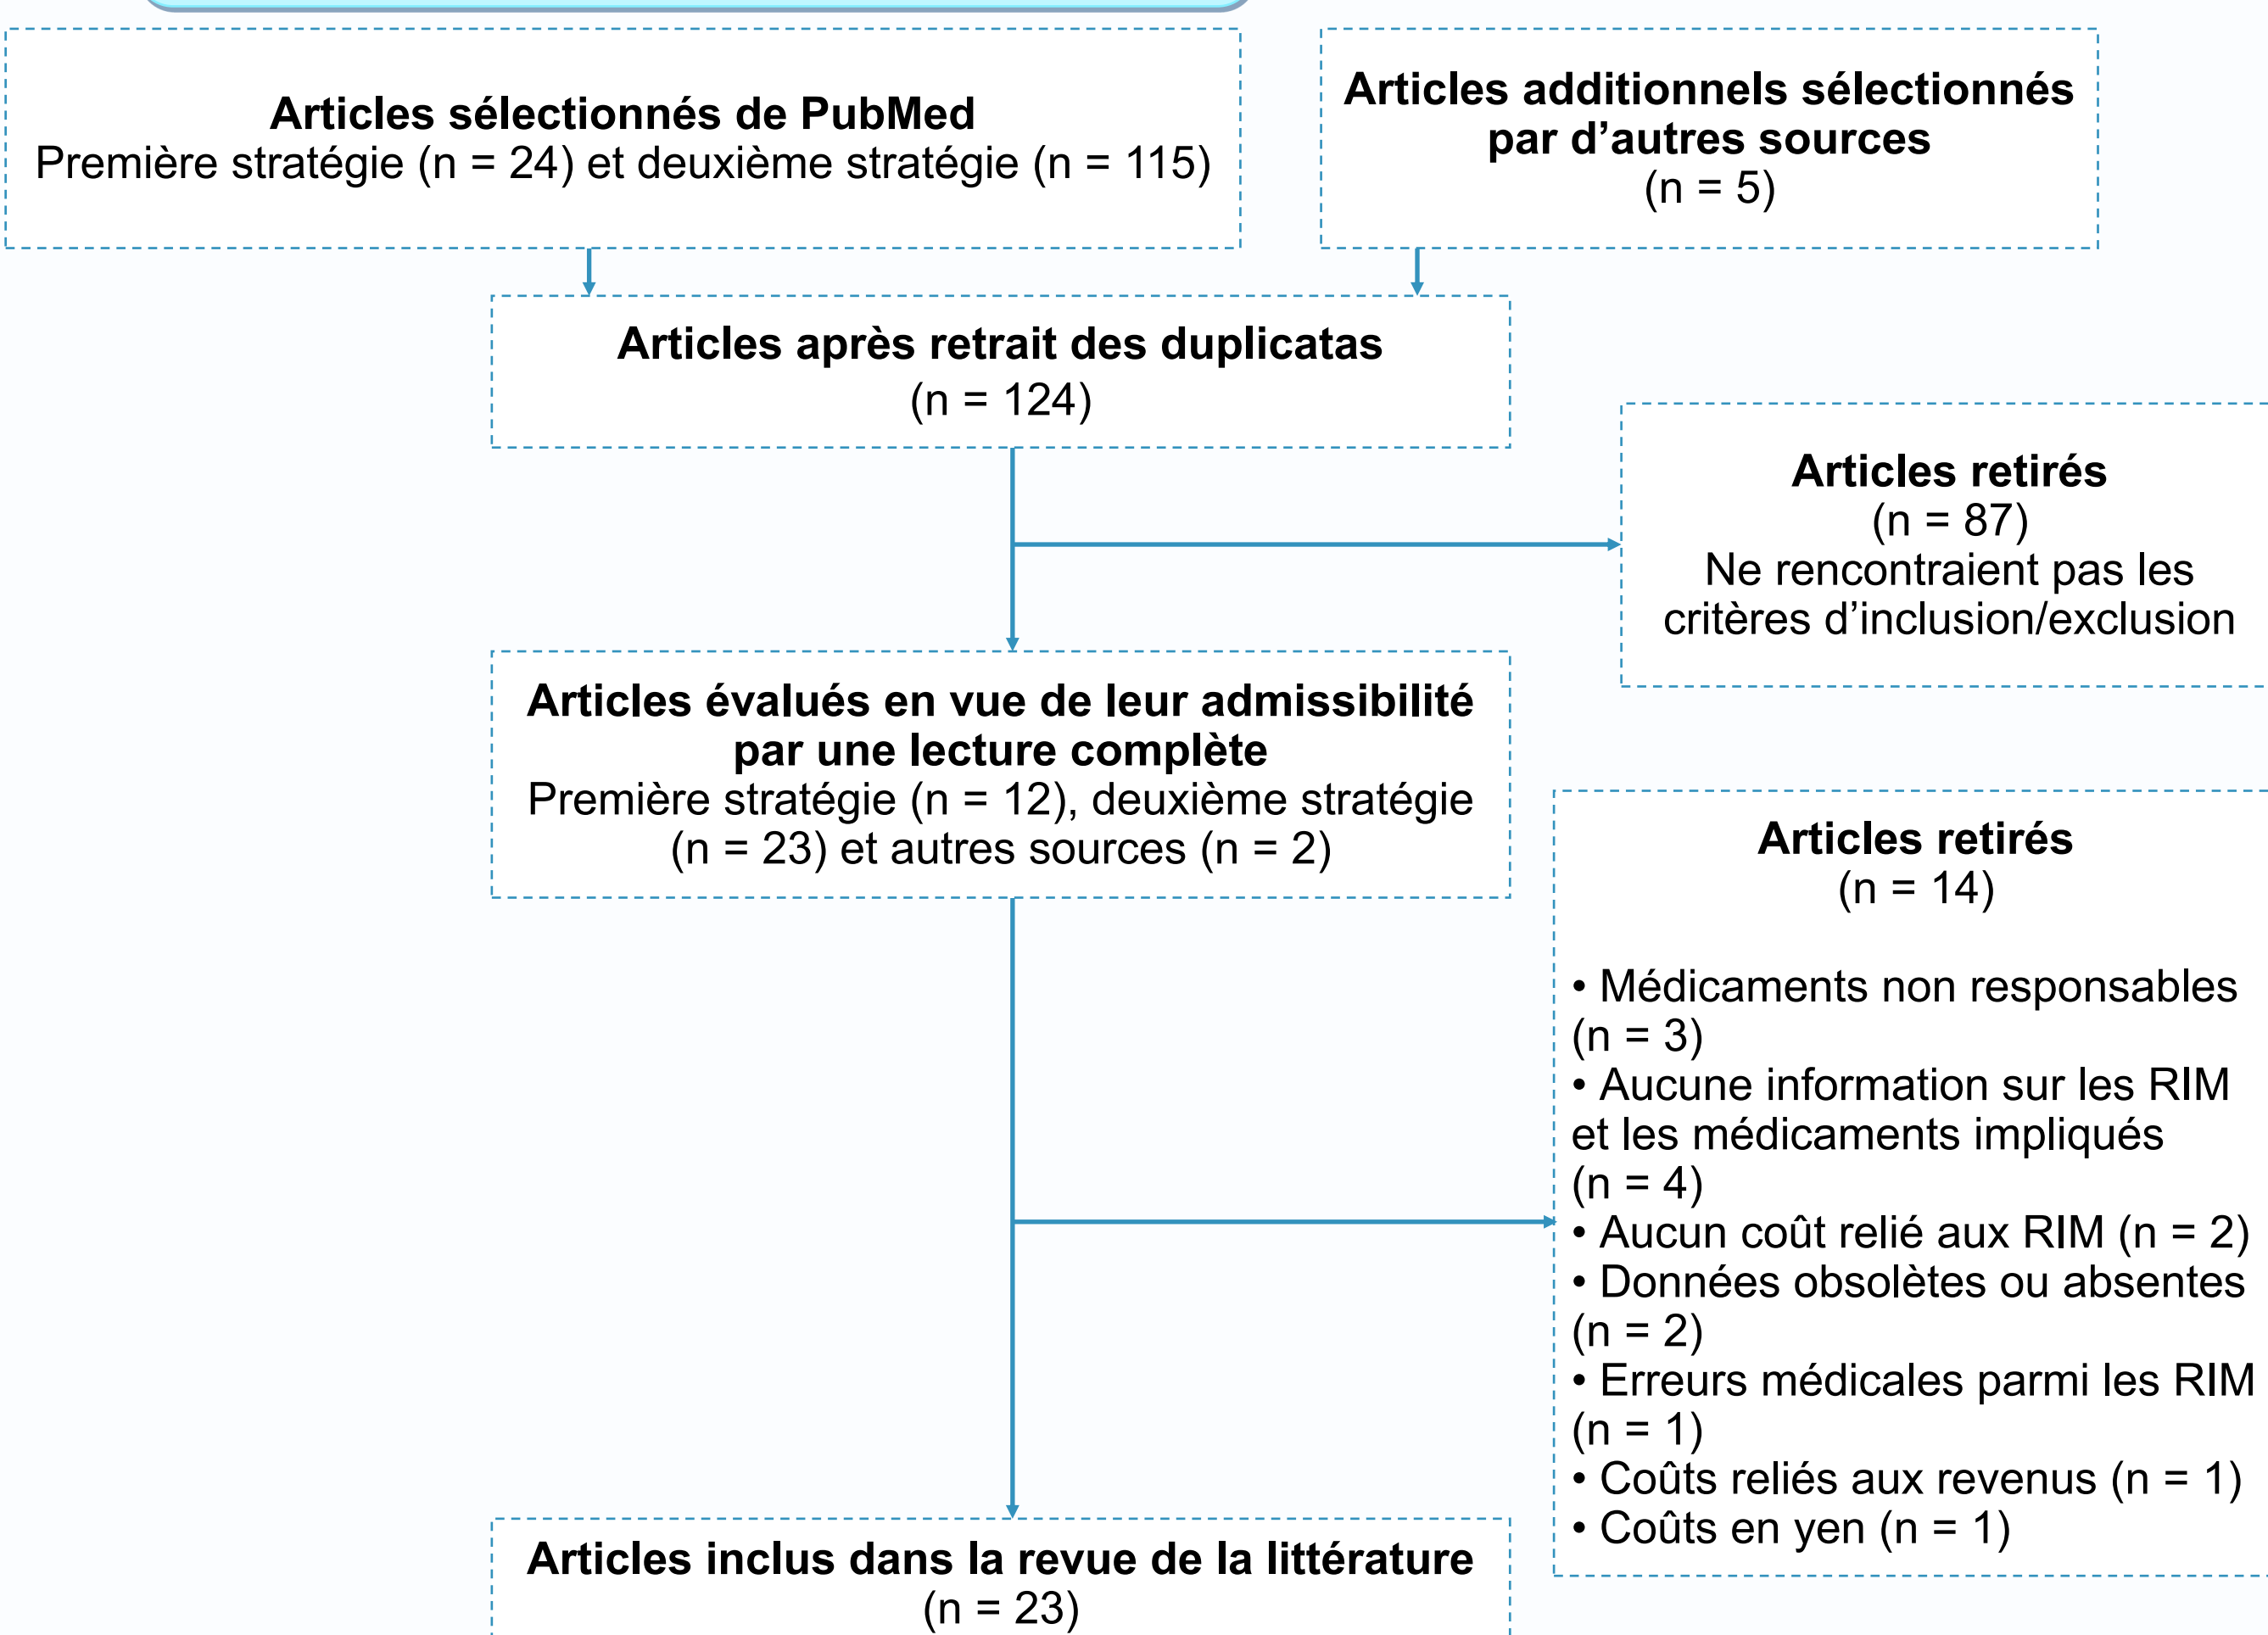 Articles sélectionnés de PubMed
Première stratégie (n = 24) et deuxième stratégie (n = 115)
Articles additionnels sélectionnés
par d’autres sources
(n = 5)
Articles après retrait des duplicatas
(n = 124)
Articles retirés
(n = 87)
Ne rencontraient pas les
critères d’inclusion/exclusion
Articles évalués en vue de leur admissibilité
par une lecture complète
Première stratégie (n = 12), deuxième stratégie
(n = 23) et autres sources (n = 2)
Articles retirés
(n = 14)
• Médicaments non responsables
(n = 3)
• Aucune information sur les RIM
et les médicaments impliqués
(n = 4)
• Aucun coût relié aux RIM (n = 2)
• Données obsolètes ou absentes
(n = 2)
• Erreurs médicales parmi les RIM
(n = 1)
• Coûts reliés aux revenus (n = 1)
• Coûts en yen (n = 1)
Articles inclus dans la revue de la littérature
(n = 23)